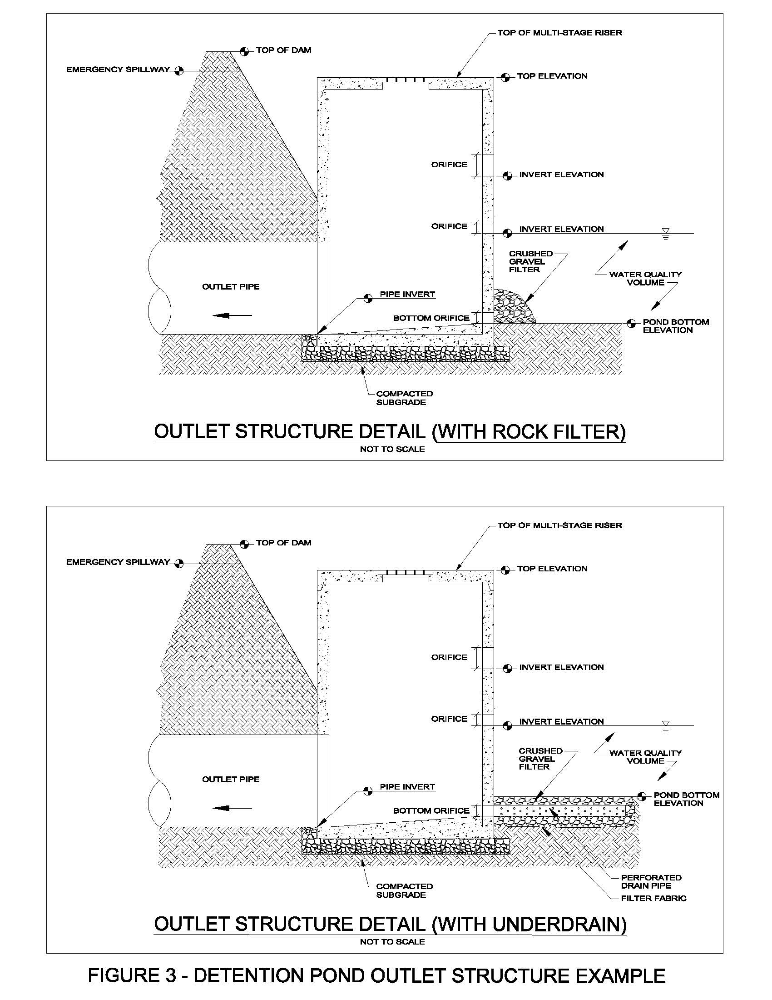 TOP OF MULTI-STAGE RISER
TOP OF DAM
EMERGENCY SPILLWAY
TOP ELEVATION
ORIFICE
INVERT ELEVATION
ORIFICE
INVERT ELEVATION
CRUSHED
GRAVEL
FILTER
WATER QUALITY
VOLUME
OUTLET PIPE
PIPE INVERT
BOTTOM ORIFICE
POND BOTTOM
ELEVATION
COMPACTED
SUBGRADE
OUTLET STRUCTURE DETAIL (WITH ROCK FILTER)
NOT TO SCALE
TOP OF MULTI-STAGE RISER
TOP OF DAM
EMERGENCY SPILLWAY
TOP ELEVATION
ORIFICE
INVERT ELEVATION
ORIFICE
INVERT ELEVATION
CRUSHED
GRAVEL
FILTER
WATER QUALITY
VOLUME
OUTLET PIPE
PIPE INVERT
POND BOTTOM
ELEVATION
BOTTOM ORIFICE
PERFORATED
DRAIN PIPE
FILTER FABRIC
COMPACTED
SUBGRADE
OUTLET STRUCTURE DETAIL (WITH UNDERDRAIN)
NOT TO SCALE
FIGURE 3 - DETENTION POND OUTLET STRUCTURE EXAMPLE